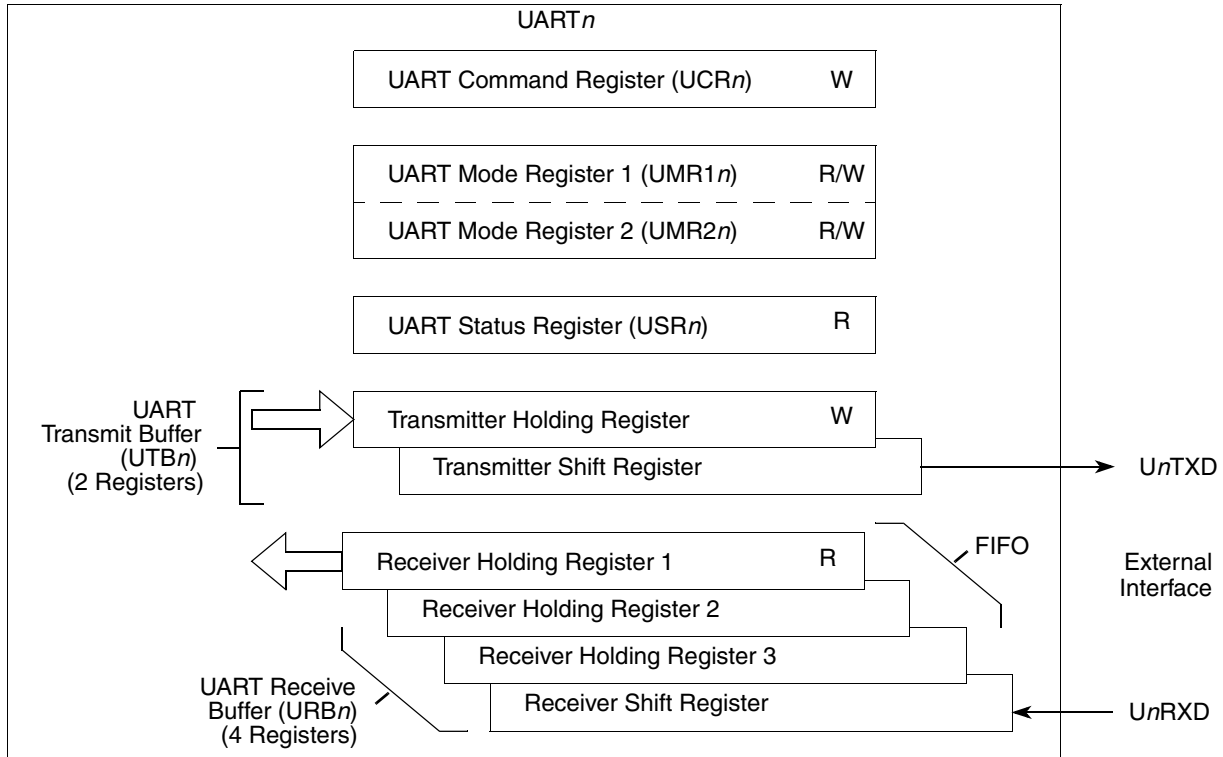 UARTn
UART Command Register (UCRn) W
UART Mode Register 1 (UMR1n) R/W
UART Mode Register 2 (UMR2n) R/W
UART Status Register (USRn) R
UART
Transmit Buffer
(UTBn)
(2 Registers)
Transmitter Holding Register W
Transmitter Shift Register
UnTXD
Receiver Holding Register 1 R
FIFO
External
Interface
Receiver Holding Register 2
Receiver Holding Register 3
UART Receive
Buffer (URBn)
(4 Registers)
Receiver Shift Register
UnRXD